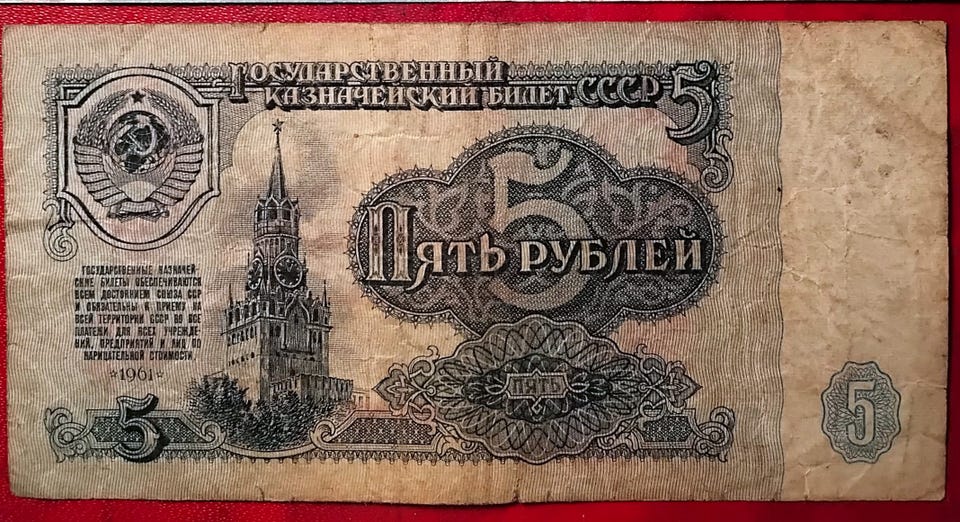 ГОСУДАРСТВЕННЫЙ
КАЗНАЧЕЙСКИЙ БИЛЕТ СССР
5
5
ПЯТЬ РУБЛЕЙ
ГОСУДАРСТВЕННЫЕ КАЗНАЧЕЙ-
СКИЕ БИЛЕТЫ ОБЕСПЕЧИВАЮТСЯ
ВСЕМ ДОСТОЯНИЕМ СОЮЗА ССР
И ОБЯЗАТЕЛЬНЫ К ПРИЕМУ НА
ВСЕЙ ТЕРРИТОРИИ СССР ВО ВСЕ
ПЛАТЕЖИ ДЛЯ ВСЕХ УЧРЕЖДЕ-
НИЙ, ПРЕДПРИЯТИЙ И ЛИЦ ПО
НАРИЦАТЕЛЬНОЙ СТОИМОСТИ.
1961
ПЯТЬ
5
5